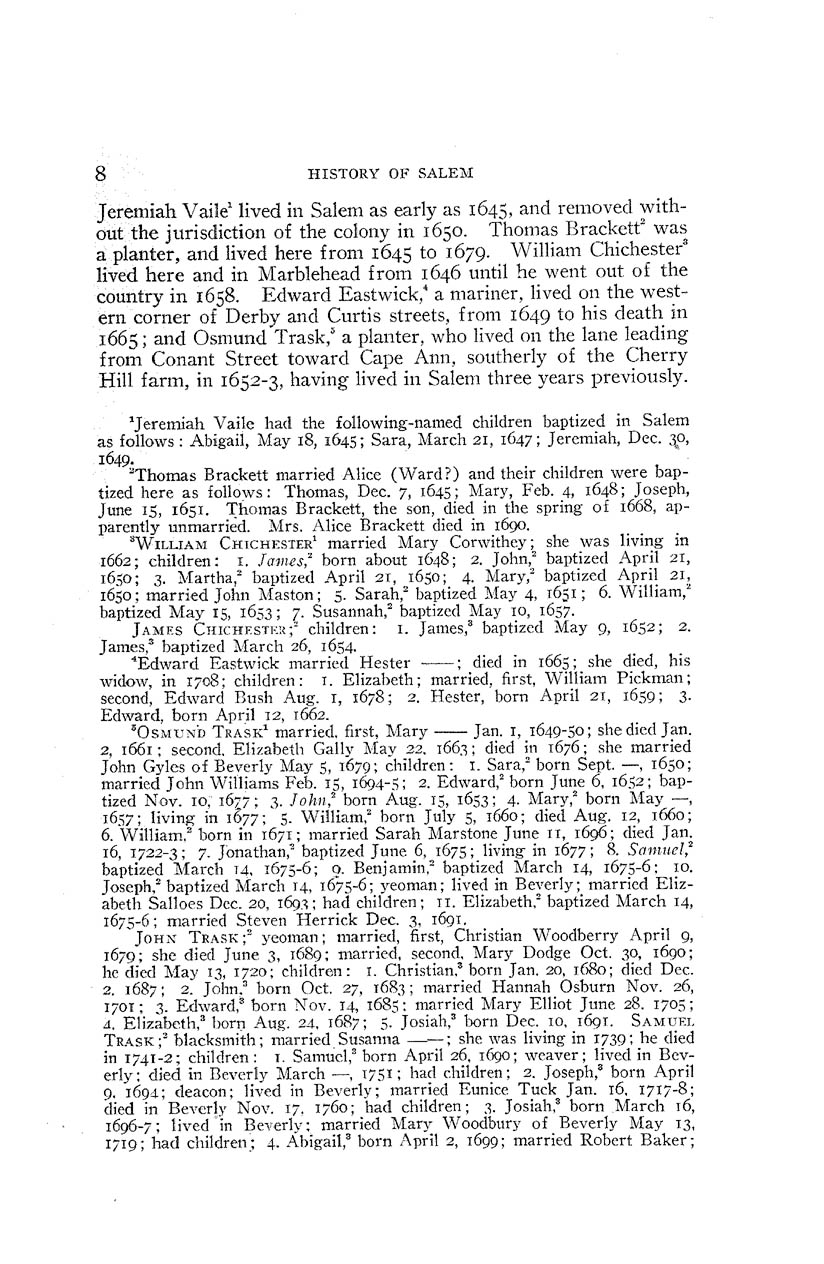 8 HISTORY OF SALEM
Jeremiah Vaile¹ lived in Salem as early as 1645, and removed with-
out the jurisdiction of the colony in 1650. Thomas Brackett² was
a planter, and lived here from 1645 to 1679. William Chichester³
lived here and in Marblehead from 1646 until he went out of the
country in 1658. Edward Eastwick,⁴ a mariner, lived on the west-
ern corner of Derby and Curtis streets, from 1649 to his death in
1665; and Osmund Trask,⁵ a planter, who lived on the lane leading
from Conant Street toward Cape Ann, southerly of the Cherry
Hill farm, in 1652-3, having lived in Salem three years previously.
¹Jeremiah Vaile had the following-named children baptized in Salem
as follows: Abigail, May 18, 1645; Sara, March 21, 1647; Jeremiah, Dec. 30,
1649.
²Thomas Brackett married Alice (Ward?) and their children were bap-
tized here as follows: Thomas, Dec. 7, 1645; Mary, Feb. 4, 1648; Joseph,
June 15, 1651. Thomas Brackett, the son, died in the spring of 1668, ap-
parently unmarried. Mrs. Alice Brackett died in 1690.
³WILLIAM CHICHESTER¹ married Mary Corwithey; she was living in
1662; children: 1. James,² born about 1648; 2. John,² baptized April 21,
1650; 3. Martha,² baptized April 21, 1650; 4. Mary,² baptized April 21,
1650; married John Maston; 5. Sarah,² baptized May 4, 1651; 6. William,²
baptized May 15, 1653; 7. Susannah,² baptized May 10, 1657.
JAMES CHICHESTER;² children: 1. James,³ baptized May 9, 1652; 2.
James,³ baptized March 26, 1654.
⁴Edward Eastwick married Hester ——; died in 1665; she died, his
widow, in 1708; children: 1. Elizabeth; married, first, William Pickman;
second, Edward Bush Aug. 1, 1678; 2. Hester, born April 21, 1659; 3.
Edward, born April 12, 1662.
⁵OSMUND TRASK¹ married, first, Mary —— Jan. 1, 1649-50; she died Jan.
2, 1661; second, Elizabeth Gally May 22, 1663; died in 1676; she married
John Gyles of Beverly May 5, 1679; children: 1. Sara,² born Sept. —, 1650;
married John Williams Feb. 15, 1694-5; 2. Edward,² born June 6, 1652; bap-
tized Nov. 10, 1677; 3. John,² born Aug. 15, 1653; 4. Mary,² born May —,
1657; living in 1677; 5. William,² born July 5, 1660; died Aug. 12, 1660;
6. William,² born in 1671; married Sarah Marstone June 11, 1696; died Jan.
16, 1722-3; 7. Jonathan,² baptized June 6, 1675; living in 1677; 8. Samuel,²
baptized March 14, 1675-6; 9. Benjamin,² baptized March 14, 1675-6; 10.
Joseph,² baptized March 14, 1675-6; yeoman; lived in Beverly; married Eliz-
abeth Salloes Dec. 20, 1693; had children; 11. Elizabeth,² baptized March 14,
1675-6; married Steven Herrick Dec. 3, 1691.
JOHN TRASK;² yeoman; married, first, Christian Woodberry April 9,
1679; she died June 3, 1689; married, second, Mary Dodge Oct. 30, 1690;
he died May 13, 1720; children: 1. Christian,³ born Jan. 20, 1680; died Dec.
2, 1687; 2. John,³ born Oct. 27, 1683; married Hannah Osburn Nov. 26,
1701; 3. Edward,³ born Nov. 14, 1685; married Mary Elliot June 28, 1705;
4. Elizabeth,³ born Aug. 24, 1687; 5. Josiah,³ born Dec. 10, 1691. SAMUEL
TRASK;² blacksmith; married Susanna ——; she was living in 1739; he died
in 1741-2; children: 1. Samuel,³ born April 26, 1690; weaver; lived in Bev-
erly; died in Beverly March —, 1751; had children; 2. Joseph,³ born April
9, 1694; deacon; lived in Beverly; married Eunice Tuck Jan. 16, 1717-8;
died in Beverly Nov. 17, 1760; had children; 3. Josiah,³ born March 16,
1696-7; lived in Beverly; married Mary Woodbury of Beverly May 13,
1719; had children; 4. Abigail,³ born April 2, 1699; married Robert Baker;